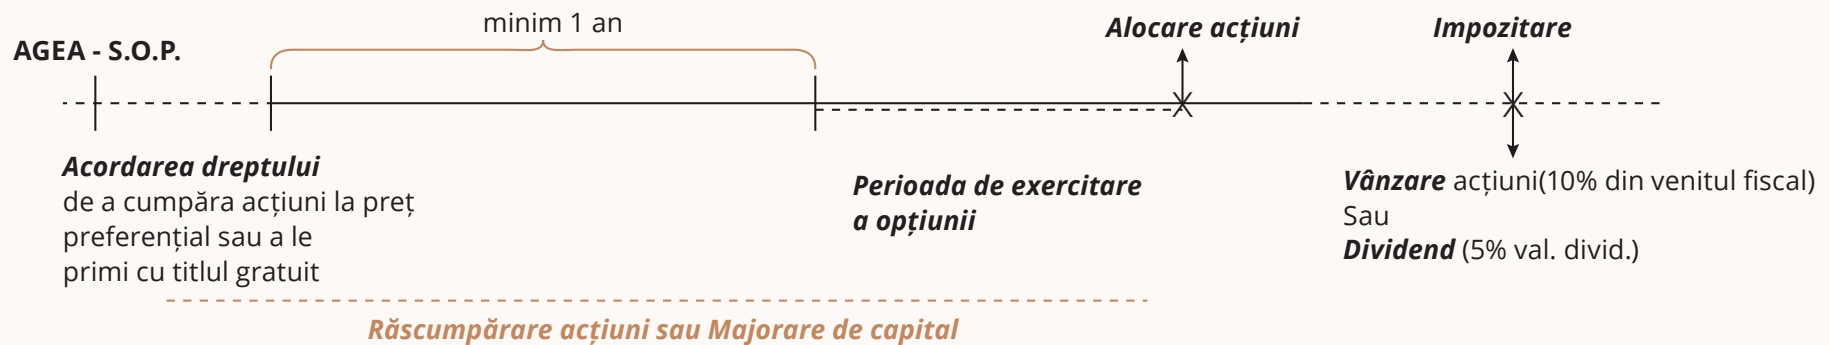 minim 1 an
AGEA - S.O.P.
Alocare acțiuni
Impozitare
Acordarea dreptului
de a cumpăra acțiuni la preț
preferențial sau a le
primi cu titlul gratuit
Perioada de exercitare
a opțiunii
Vânzare acțiuni(10% din venitul fiscal)
Sau
Dividend (5% val. divid.)
Răscumpărare acțiuni sau Majorare de capital